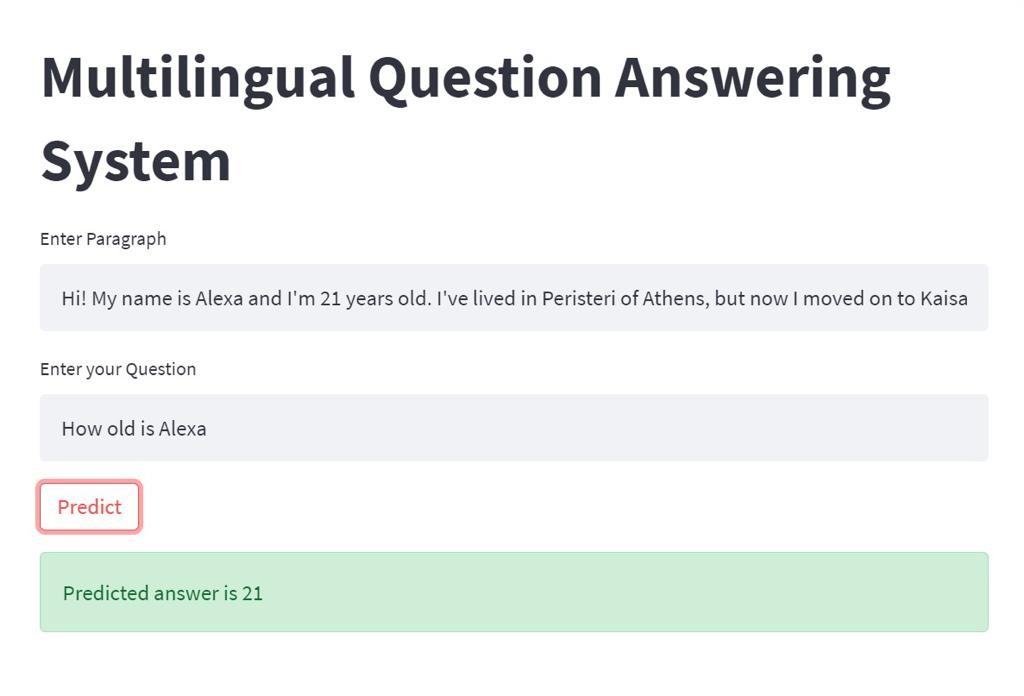 Multilingual Question Answering
System
Enter Paragraph
Hi! My name is Alexa and I'm 21 years old. I've lived in Peristeri of Athens, but now I moved on to Kaisa
Enter your Question
How old is Alexa
Predict
Predicted answer is 21